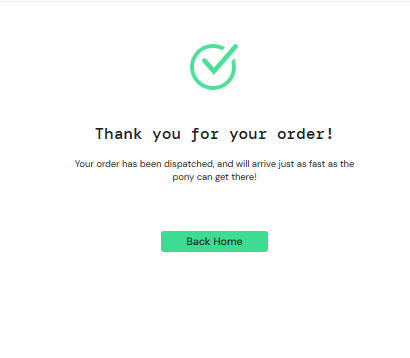 Thank you for your order!
Your order has been dispatched, and will arrive just as fast as the
pony can get there!
Back Home